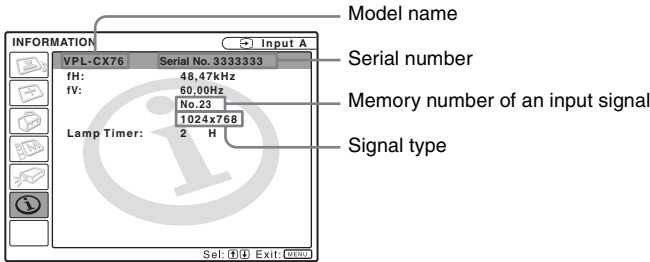 Model name
INFORMATION Input A
VPL-CX76 Serial No. 3333333
Serial number
fH: 48,47kHz
fV: 60,00Hz
No.23
Memory number of an input signal
1024x768
Lamp Timer: 2 H
Signal type
Sel: Exit: MENU